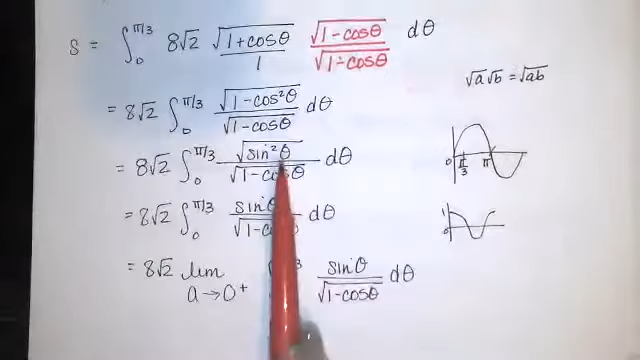 S = ∫₀^π/3 8√2 √(1+cosθ)/1 √(1-cosθ)/√(1-cosθ) dθ
√a√b = √ab
= 8√2 ∫₀^π/3 √(1-cos²θ)/√(1-cosθ) dθ
= 8√2 ∫₀^π/3 √(sin²θ)/√(1-cosθ) dθ
0 π/3 π
= 8√2 ∫₀^π/3 sinθ/√(1-co dθ
1
= 8√2 lim a→0⁺ 3 sinθ/√(1-cosθ) dθ